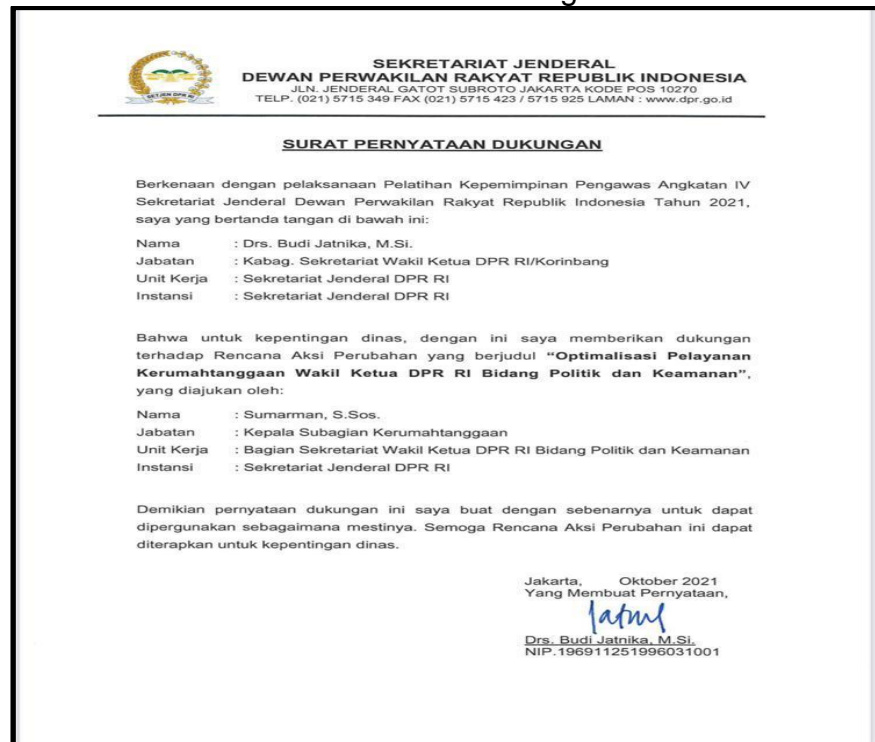 SEKRETARIAT JENDERAL
DEWAN PERWAKILAN RAKYAT REPUBLIK INDONESIA
JLN. JENDERAL GATOT SUBROTO JAKARTA KODE POS 10270
TELP. (021) 5715 349 FAX (021) 5715 423 / 5715 925 LAMAN : www.dpr.go.id
SETJEN DPR RI
SURAT PERNYATAAN DUKUNGAN
Berkenaan dengan pelaksanaan Pelatihan Kepemimpinan Pengawas Angkatan IV
Sekretariat Jenderal Dewan Perwakilan Rakyat Republik Indonesia Tahun 2021,
saya yang bertanda tangan di bawah ini:
Nama : Drs. Budi Jatnika, M.Si.
Jabatan : Kabag. Sekretariat Wakil Ketua DPR RI/Korinbang
Unit Kerja : Sekretariat Jenderal DPR RI
Instansi : Sekretariat Jenderal DPR RI
Bahwa untuk kepentingan dinas, dengan ini saya memberikan dukungan
terhadap Rencana Aksi Perubahan yang berjudul “Optimalisasi Pelayanan
Kerumahtanggaan Wakil Ketua DPR RI Bidang Politik dan Keamanan”,
yang diajukan oleh:
Nama : Sumarman, S.Sos.
Jabatan : Kepala Subagian Kerumahtanggaan
Unit Kerja : Bagian Sekretariat Wakil Ketua DPR RI Bidang Politik dan Keamanan
Instansi : Sekretariat Jenderal DPR RI
Demikian pernyataan dukungan ini saya buat dengan sebenarnya untuk dapat
dipergunakan sebagaimana mestinya. Semoga Rencana Aksi Perubahan ini dapat
diterapkan untuk kepentingan dinas.
Jakarta, Oktober 2021
Yang Membuat Pernyataan,
Drs. Budi Jatnika, M.Si.
NIP.196911251996031001